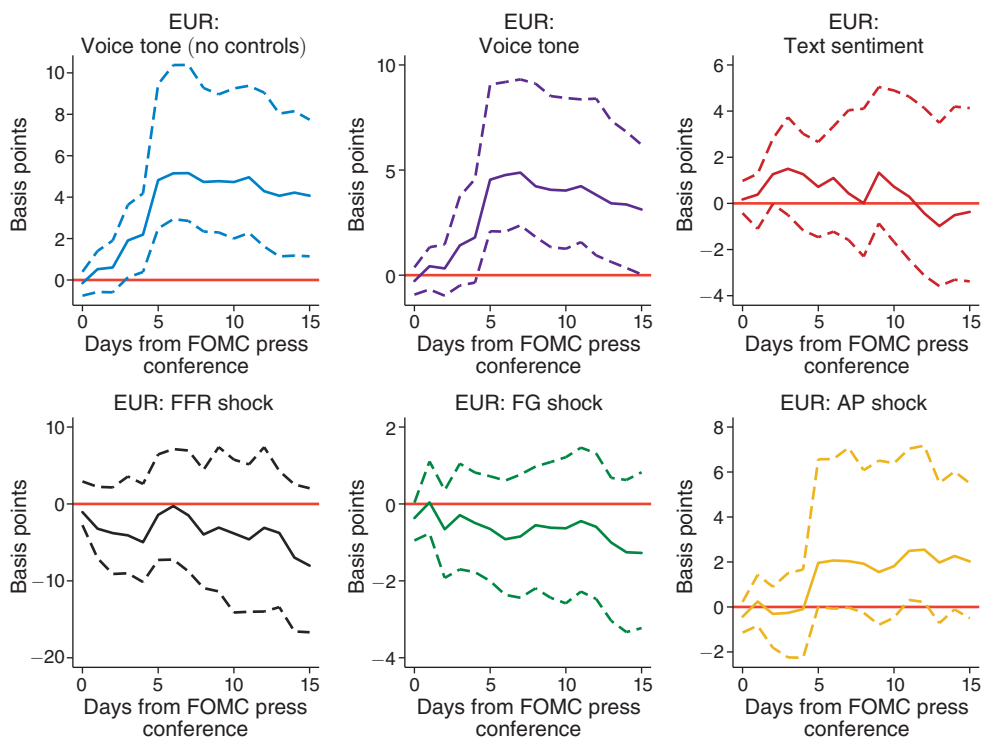 EUR:
Voice tone (no controls)
Basis points
10
8
6
4
2
0
0 5 10 15
Days from FOMC press
conference
EUR:
Voice tone
Basis points
10
5
0
0 5 10 15
Days from FOMC press
conference
EUR:
Text sentiment
Basis points
6
4
2
0
−2
−4
0 5 10 15
Days from FOMC press
conference
EUR: FFR shock
Basis points
10
0
−10
−20
0 5 10 15
Days from FOMC press
conference
EUR: FG shock
Basis points
2
0
−2
−4
0 5 10 15
Days from FOMC press
conference
EUR: AP shock
Basis points
8
6
4
2
0
−2
0 5 10 15
Days from FOMC press
conference